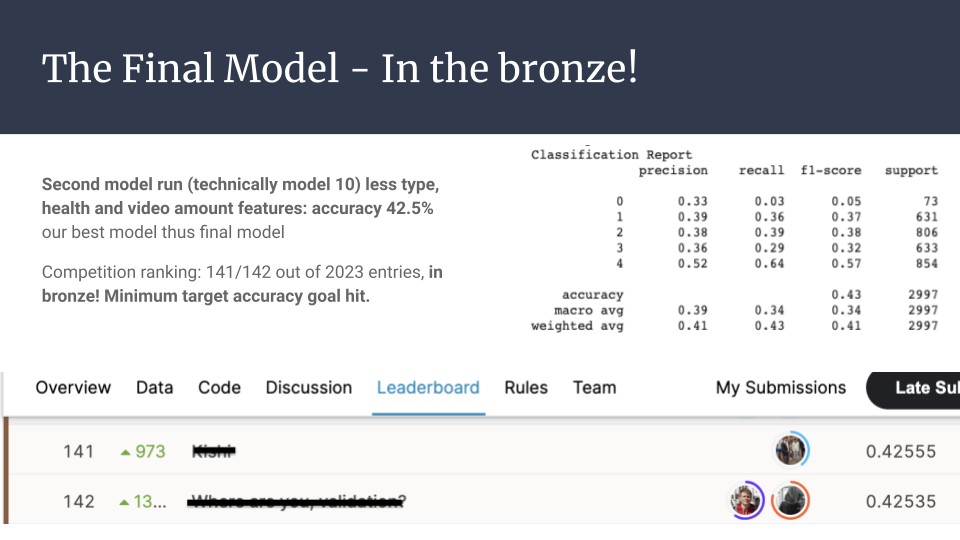 The Final Model - In the bronze!
Second model run (technically model 10) less type,
health and video amount features: accuracy 42.5%
our best model thus final model
Competition ranking: 141/142 out of 2023 entries, in
bronze! Minimum target accuracy goal hit.
Classification Report
precision recall f1-score support
0 0.33 0.03 0.05 73
1 0.39 0.36 0.37 631
2 0.38 0.39 0.38 806
3 0.36 0.29 0.32 633
4 0.52 0.64 0.57 854
accuracy 0.43 2997
macro avg 0.39 0.34 0.34 2997
weighted avg 0.41 0.43 0.41 2997
Overview Data Code Discussion Leaderboard Rules Team My Submissions Late Sul
141 973 0.42555
142 13... 0.42535